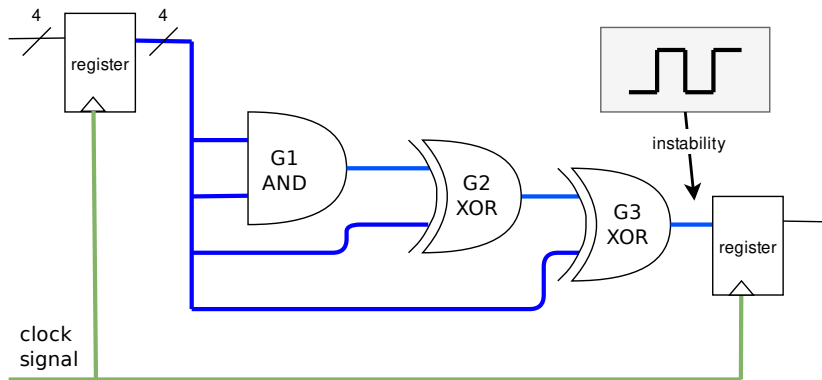 4
4
register
G1
AND
G2
XOR
G3
XOR
instability
register
clock
signal